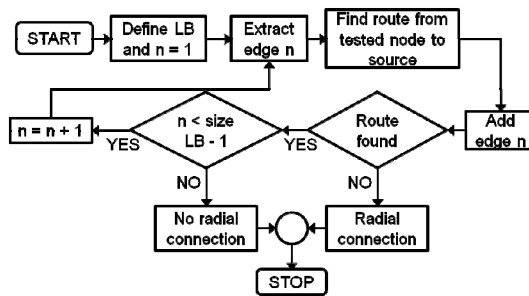 START
Define LB
and n = 1
Extract
edge n
Find route from
tested node to
source
n = n + 1
YES
n < size
LB - 1
YES
Route
found
Add
edge n
NO
NO
No radial
connection
Radial
connection
STOP